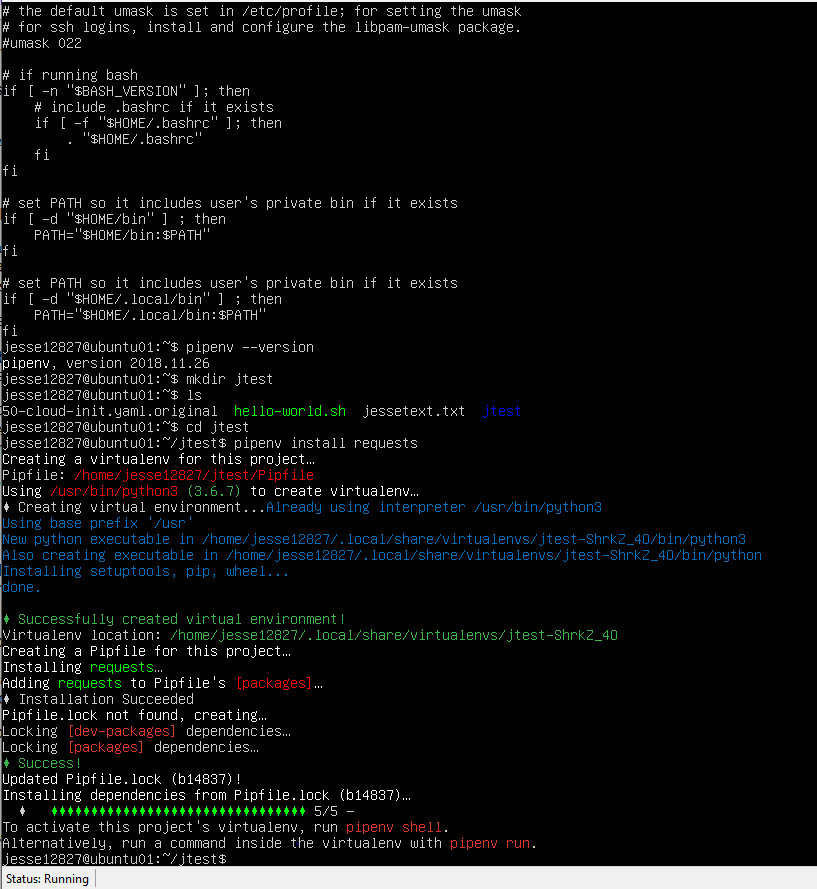 # the default umask is set in /etc/profile; for setting the umask
# for ssh logins, install and configure the libpam-umask package.
#umask 022

# if running bash
if [ -n "$BASH_VERSION" ]; then
    # include .bashrc if it exists
    if [ -f "$HOME/.bashrc" ]; then
        . "$HOME/.bashrc"
    fi
fi

# set PATH so it includes user's private bin if it exists
if [ -d "$HOME/bin" ] ; then
    PATH="$HOME/bin:$PATH"
fi

# set PATH so it includes user's private bin if it exists
if [ -d "$HOME/.local/bin" ] ; then
    PATH="$HOME/.local/bin:$PATH"
fi
jesse12827@ubuntu01:~$ pipenv --version
pipenv, version 2018.11.26
jesse12827@ubuntu01:~$ mkdir jtest
jesse12827@ubuntu01:~$ ls
50-cloud-init.yaml.original  hello-world.sh  jessetext.txt  jtest
jesse12827@ubuntu01:~$ cd jtest
jesse12827@ubuntu01:~/jtest$ pipenv install requests
Creating a virtualenv for this project…
Pipfile: /home/jesse12827/jtest/Pipfile
Using /usr/bin/python3 (3.6.7) to create virtualenv…
♦ Creating virtual environment...Already using interpreter /usr/bin/python3
Using base prefix '/usr'
New python executable in /home/jesse12827/.local/share/virtualenvs/jtest-ShrkZ_4O/bin/python3
Also creating executable in /home/jesse12827/.local/share/virtualenvs/jtest-ShrkZ_4O/bin/python
Installing setuptools, pip, wheel...
done.

♦ Successfully created virtual environment!
Virtualenv location: /home/jesse12827/.local/share/virtualenvs/jtest-ShrkZ_4O
Creating a Pipfile for this project…
Installing requests…
Adding requests to Pipfile's [packages]…
♦ Installation Succeeded
Pipfile.lock not found, creating…
Locking [dev-packages] dependencies…
Locking [packages] dependencies…
♦ Success!
Updated Pipfile.lock (b14837)!
Installing dependencies from Pipfile.lock (b14837)…
  ♦   ♦♦♦♦♦♦♦♦♦♦♦♦♦♦♦♦♦♦♦♦♦♦♦♦♦♦♦♦♦♦♦♦ 5/5 —
To activate this project's virtualenv, run pipenv shell.
Alternatively, run a command inside the virtualenv with pipenv run.
jesse12827@ubuntu01:~/jtest$
Status: Running